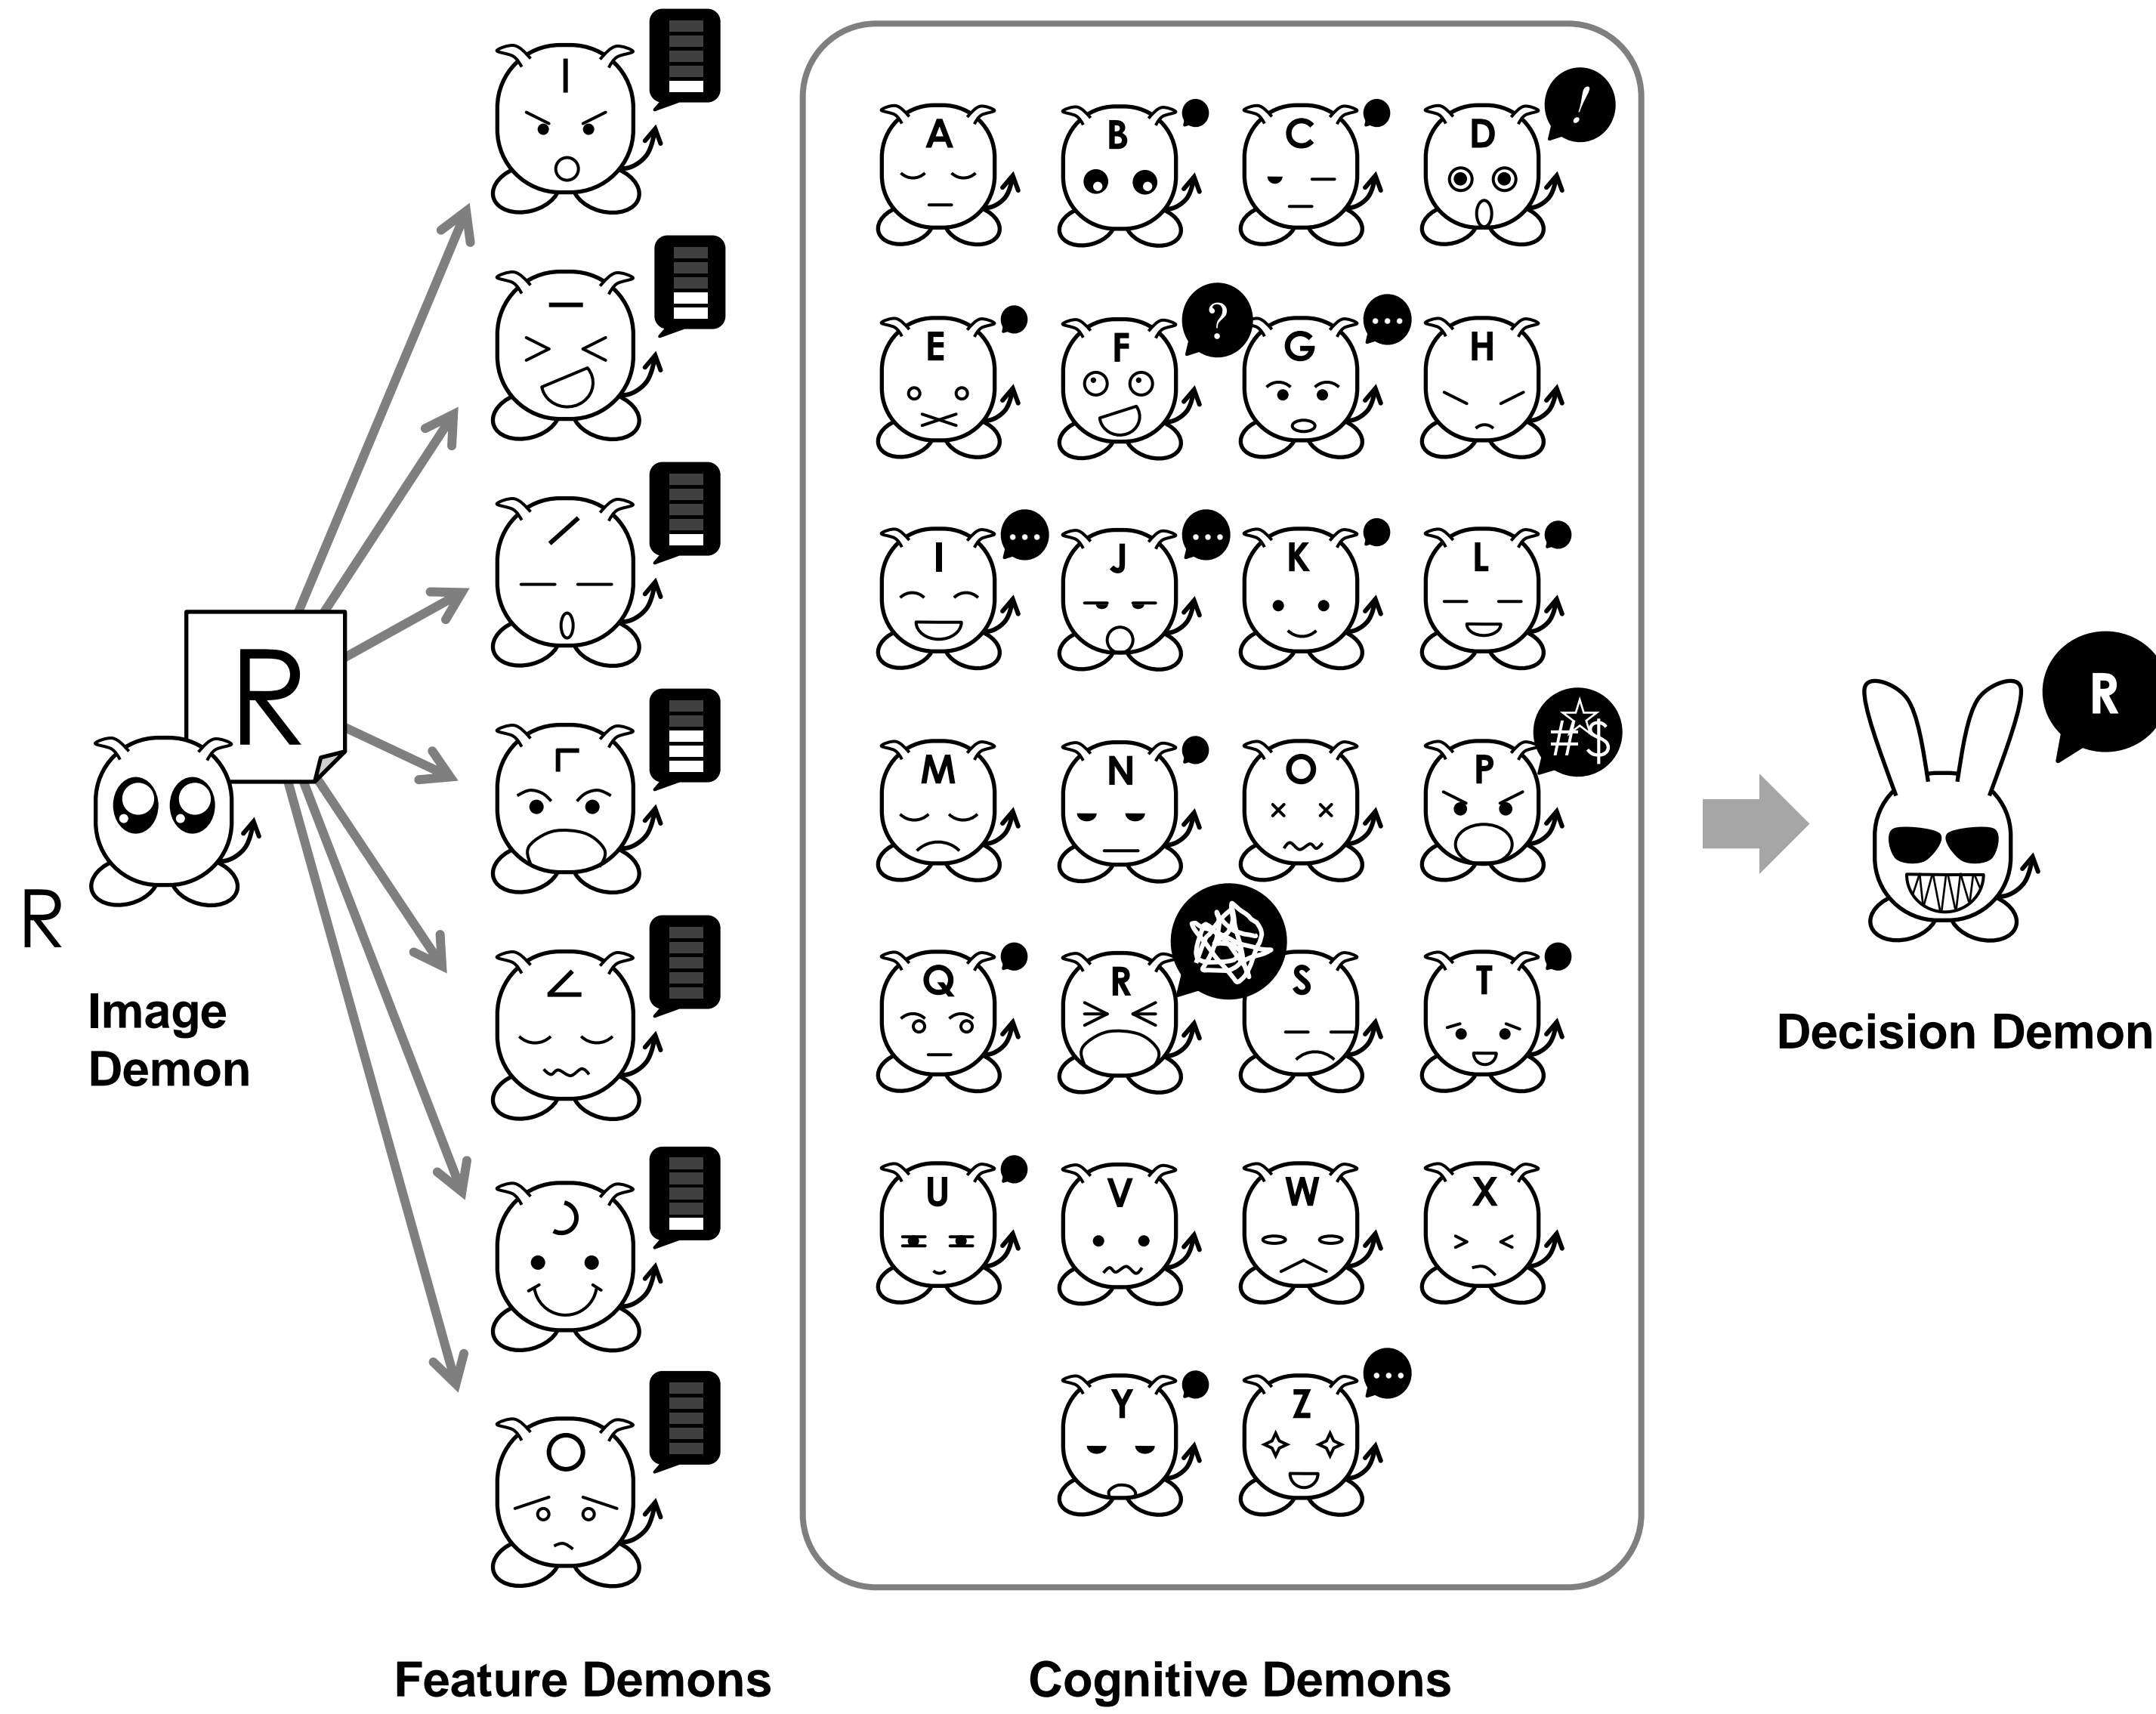 R
R
Image
Demon
Feature Demons
A B C D !
E F ? G ... H
I ... J ... K L
M N O P #$
Q R S T
U V W X
Y Z ...
Cognitive Demons
R
Decision Demon